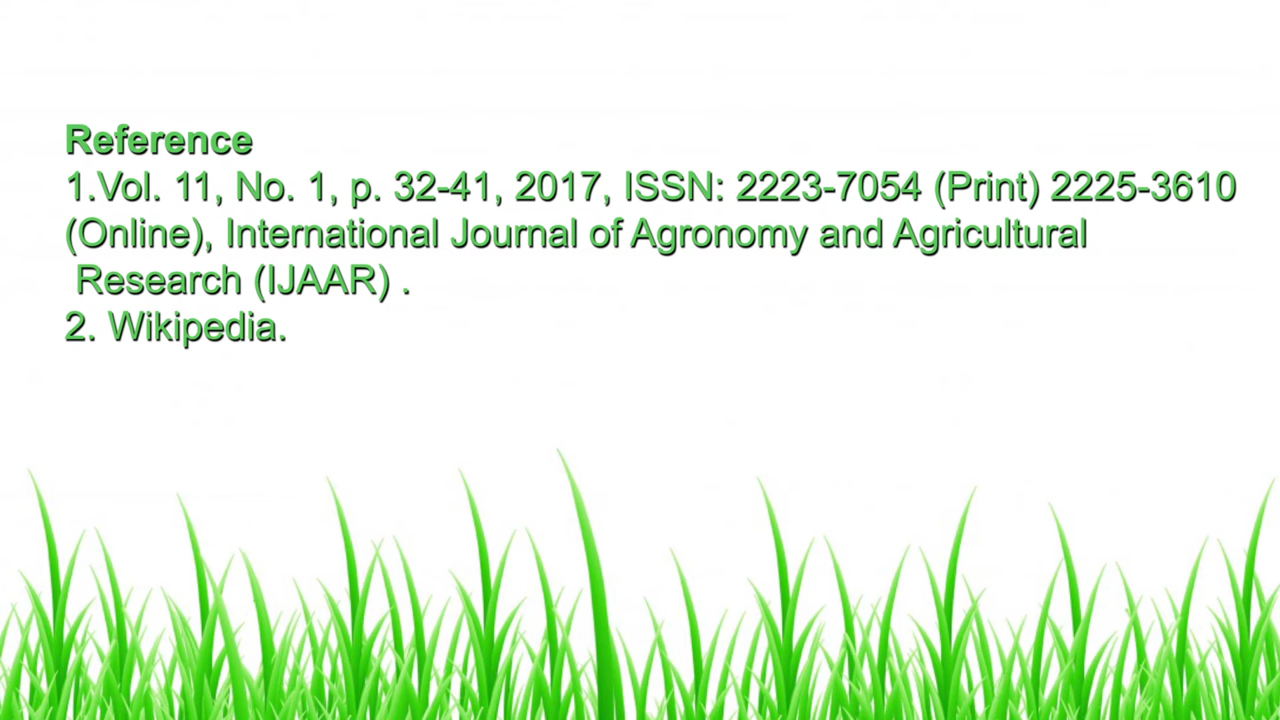 Reference
1.Vol. 11, No. 1, p. 32-41, 2017, ISSN: 2223-7054 (Print) 2225-3610
(Online), International Journal of Agronomy and Agricultural
Research (IJAAR) .
2. Wikipedia.